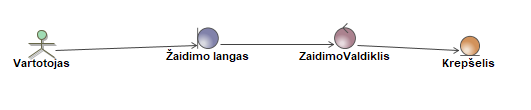 Vartotojas
Žaidimo langas
ZaidimoValdiklis
Krepšelis